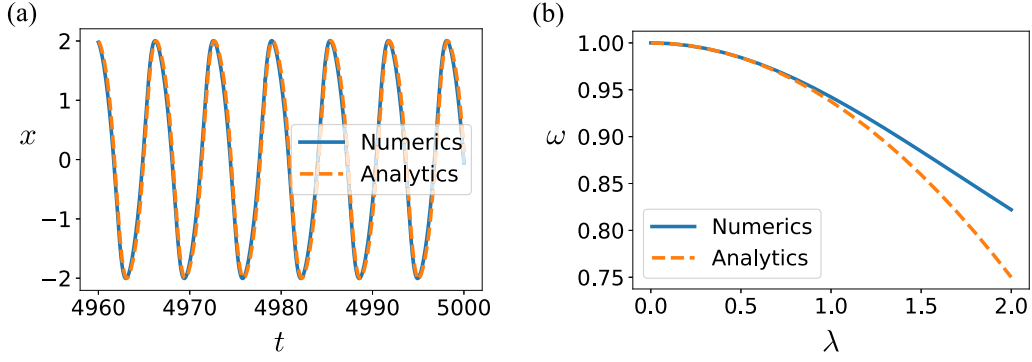 (a)
2
1
0
−1
−2
x
4960 4970 4980 4990 5000
t
Numerics
Analytics
(b)
1.00
0.95
0.90
0.85
0.80
0.75
ω
0.0 0.5 1.0 1.5 2.0
λ
Numerics
Analytics